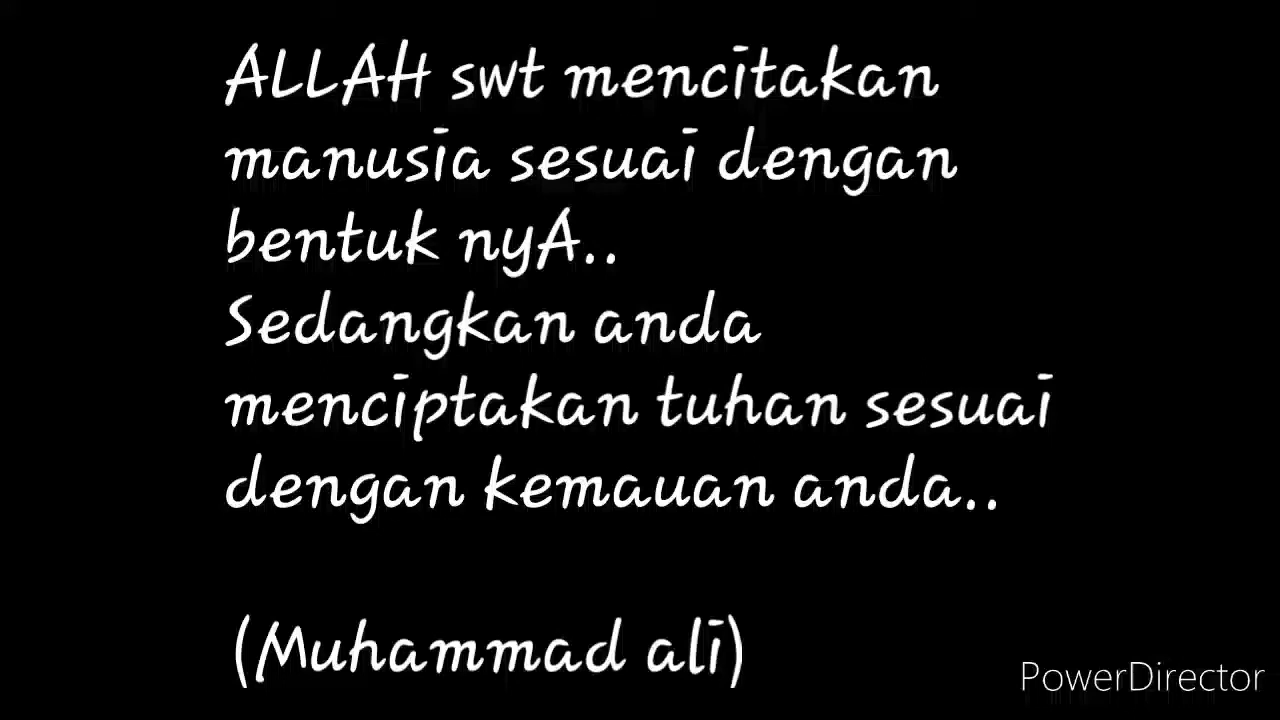 ALLAH swt mencitakan
manusia sesuai dengan
bentuk nyA..
Sedangkan anda
menciptakan tuhan sesuai
dengan kemauan anda..
(Muhammad ali)
PowerDirector